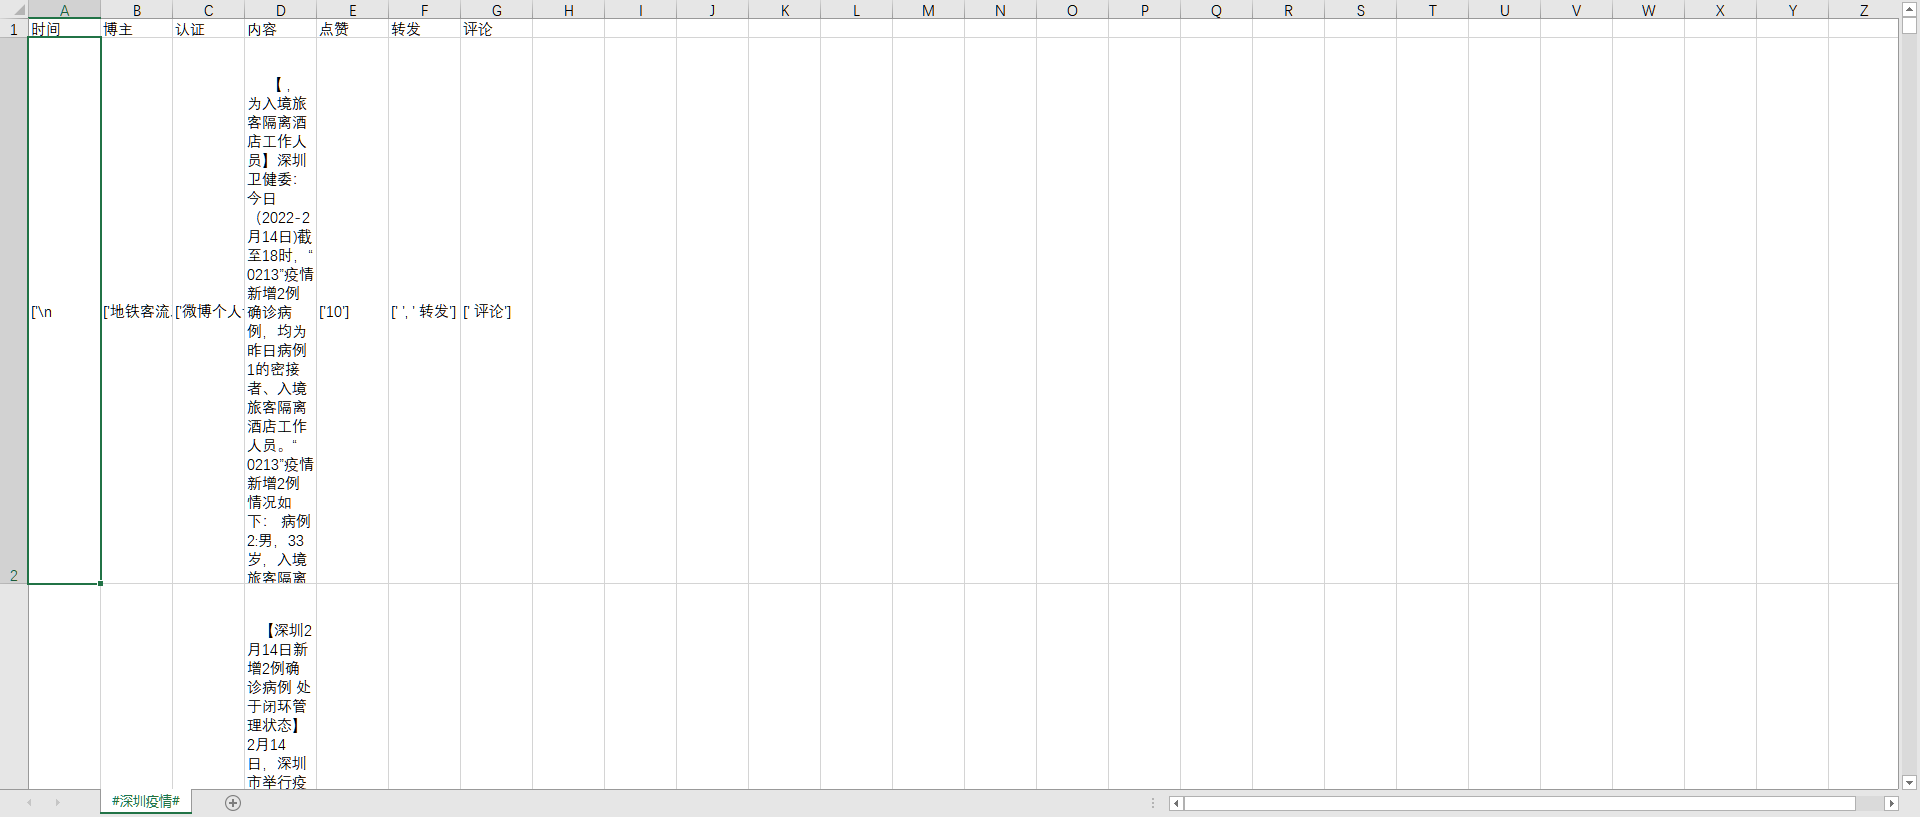 A B C D E F G H I J K L M N O P Q R S T U V W X Y Z
1 时间 博主 认证 内容 点赞 转发 评论
【，
为入境旅
客隔离酒
店工作人
员】深圳
卫健委：
今日
（2022-2
月14日)截
至18时，“
0213”疫情
新增2例
['\n ['地铁客流 ['微博个人 确诊病 ['10'] [' ', ' 转发'] [' 评论']
例，均为
昨日病例
1的密接
者、入境
旅客隔离
酒店工作
人员。“
0213”疫情
新增2例
情况如
下： 病例
2:男，33
岁，入境
2 旅客隔离
【深圳2
月14日新
增2例确
诊病例 处
于闭环管
理状态】
2月14
日，深圳
市举行疫
#深圳疫情#